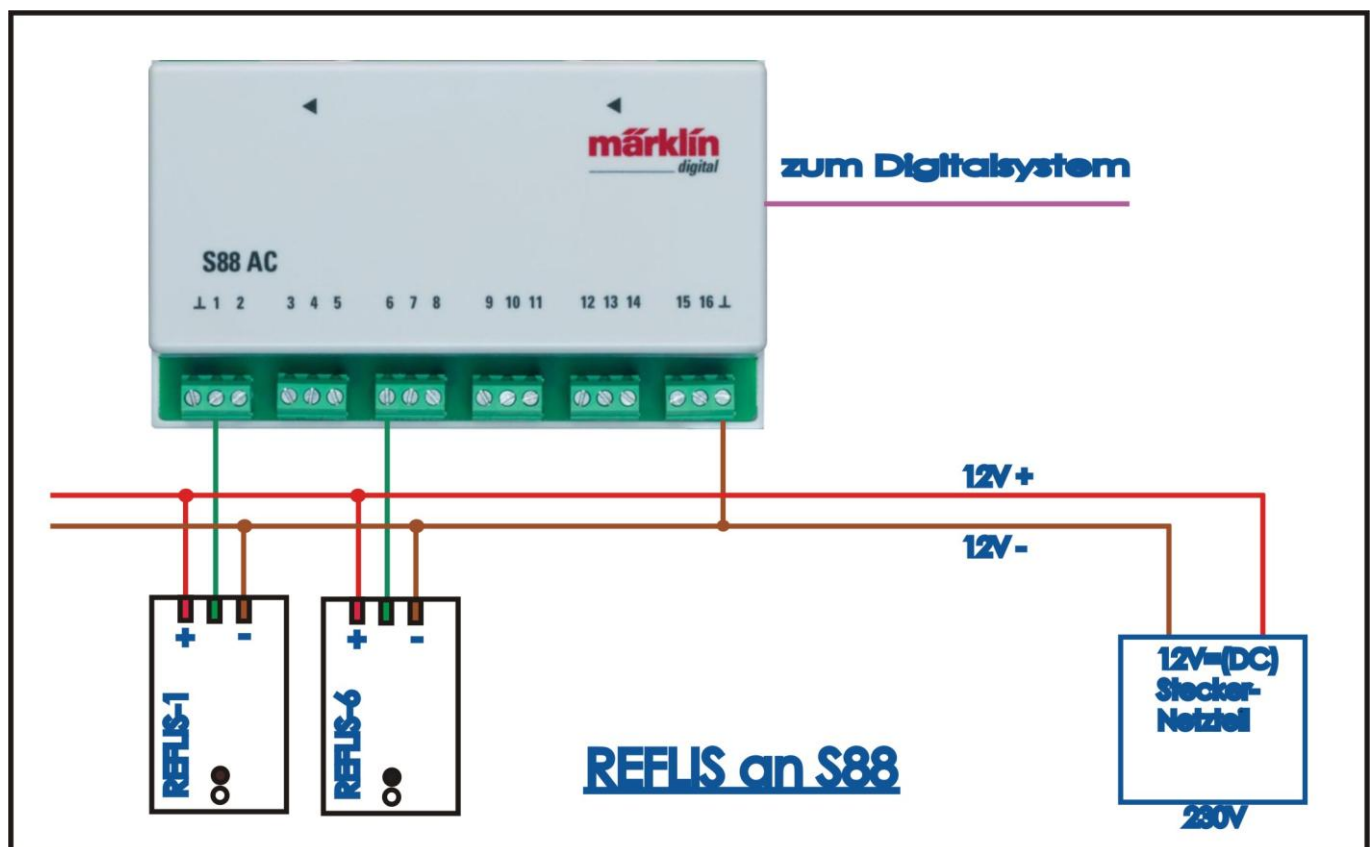 märklin
digital
zum Digitalsystem
S88 AC
⊥ 1 2 3 4 5 6 7 8 9 10 11 12 13 14 15 16 ⊥
12V +
12V -
+ -
+ -
REFLIS-1
REFLIS-6
12V=(DC)
Stecker-
Netzteil
REFLIS an S88
230V